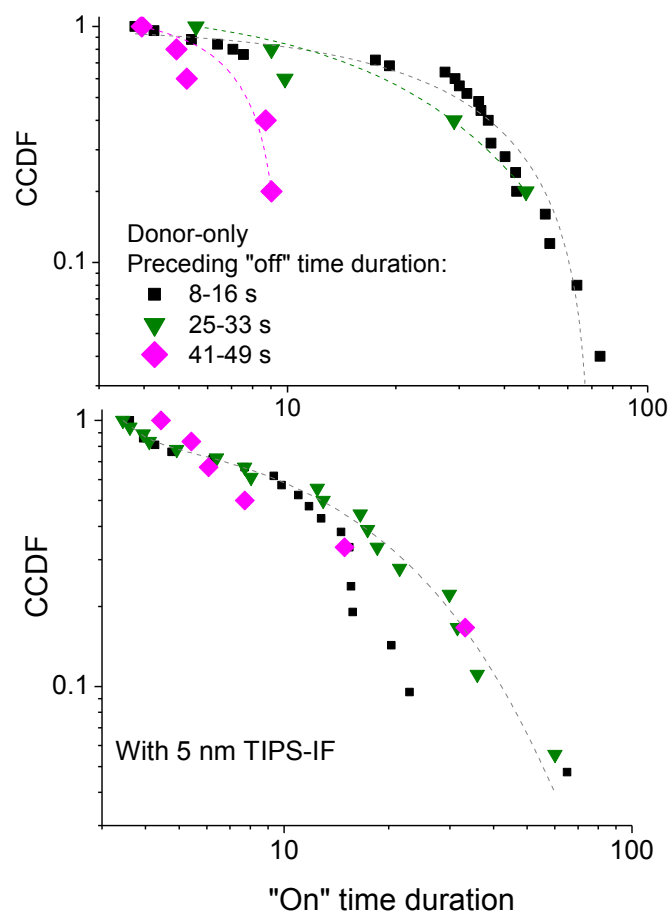 1
CCDF
0.1
Donor-only
Preceding "off" time duration:
8-16 s
25-33 s
41-49 s
10
100
1
CCDF
0.1
With 5 nm TIPS-IF
10
100
"On" time duration